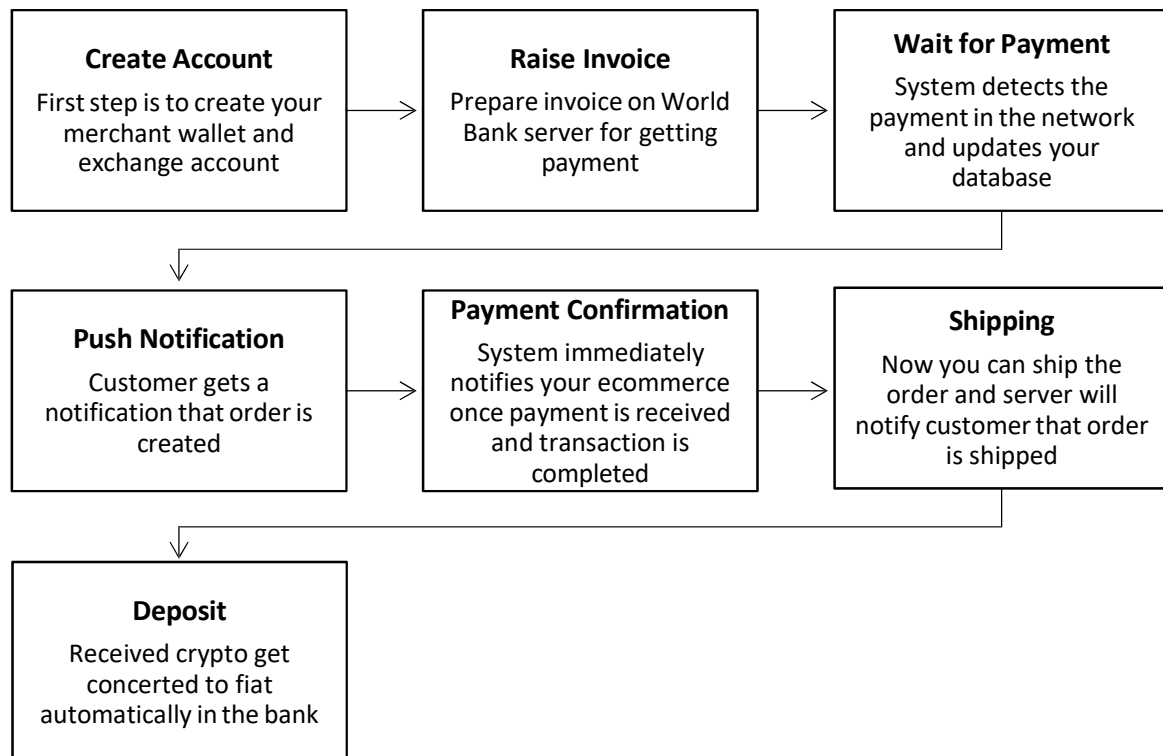 Create Account
First step is to create your
merchant wallet and
exchange account
Raise Invoice
Prepare invoice on World
Bank server for getting
payment
Wait for Payment
System detects the
payment in the network
and updates your
database
Push Notification
Customer gets a
notification that order is
created
Payment Confirmation
System immediately
notifies your ecommerce
once payment is received
and transaction is
completed
Shipping
Now you can ship the
order and server will
notify customer that order
is shipped
Deposit
Received crypto get
concerted to fiat
automatically in the bank